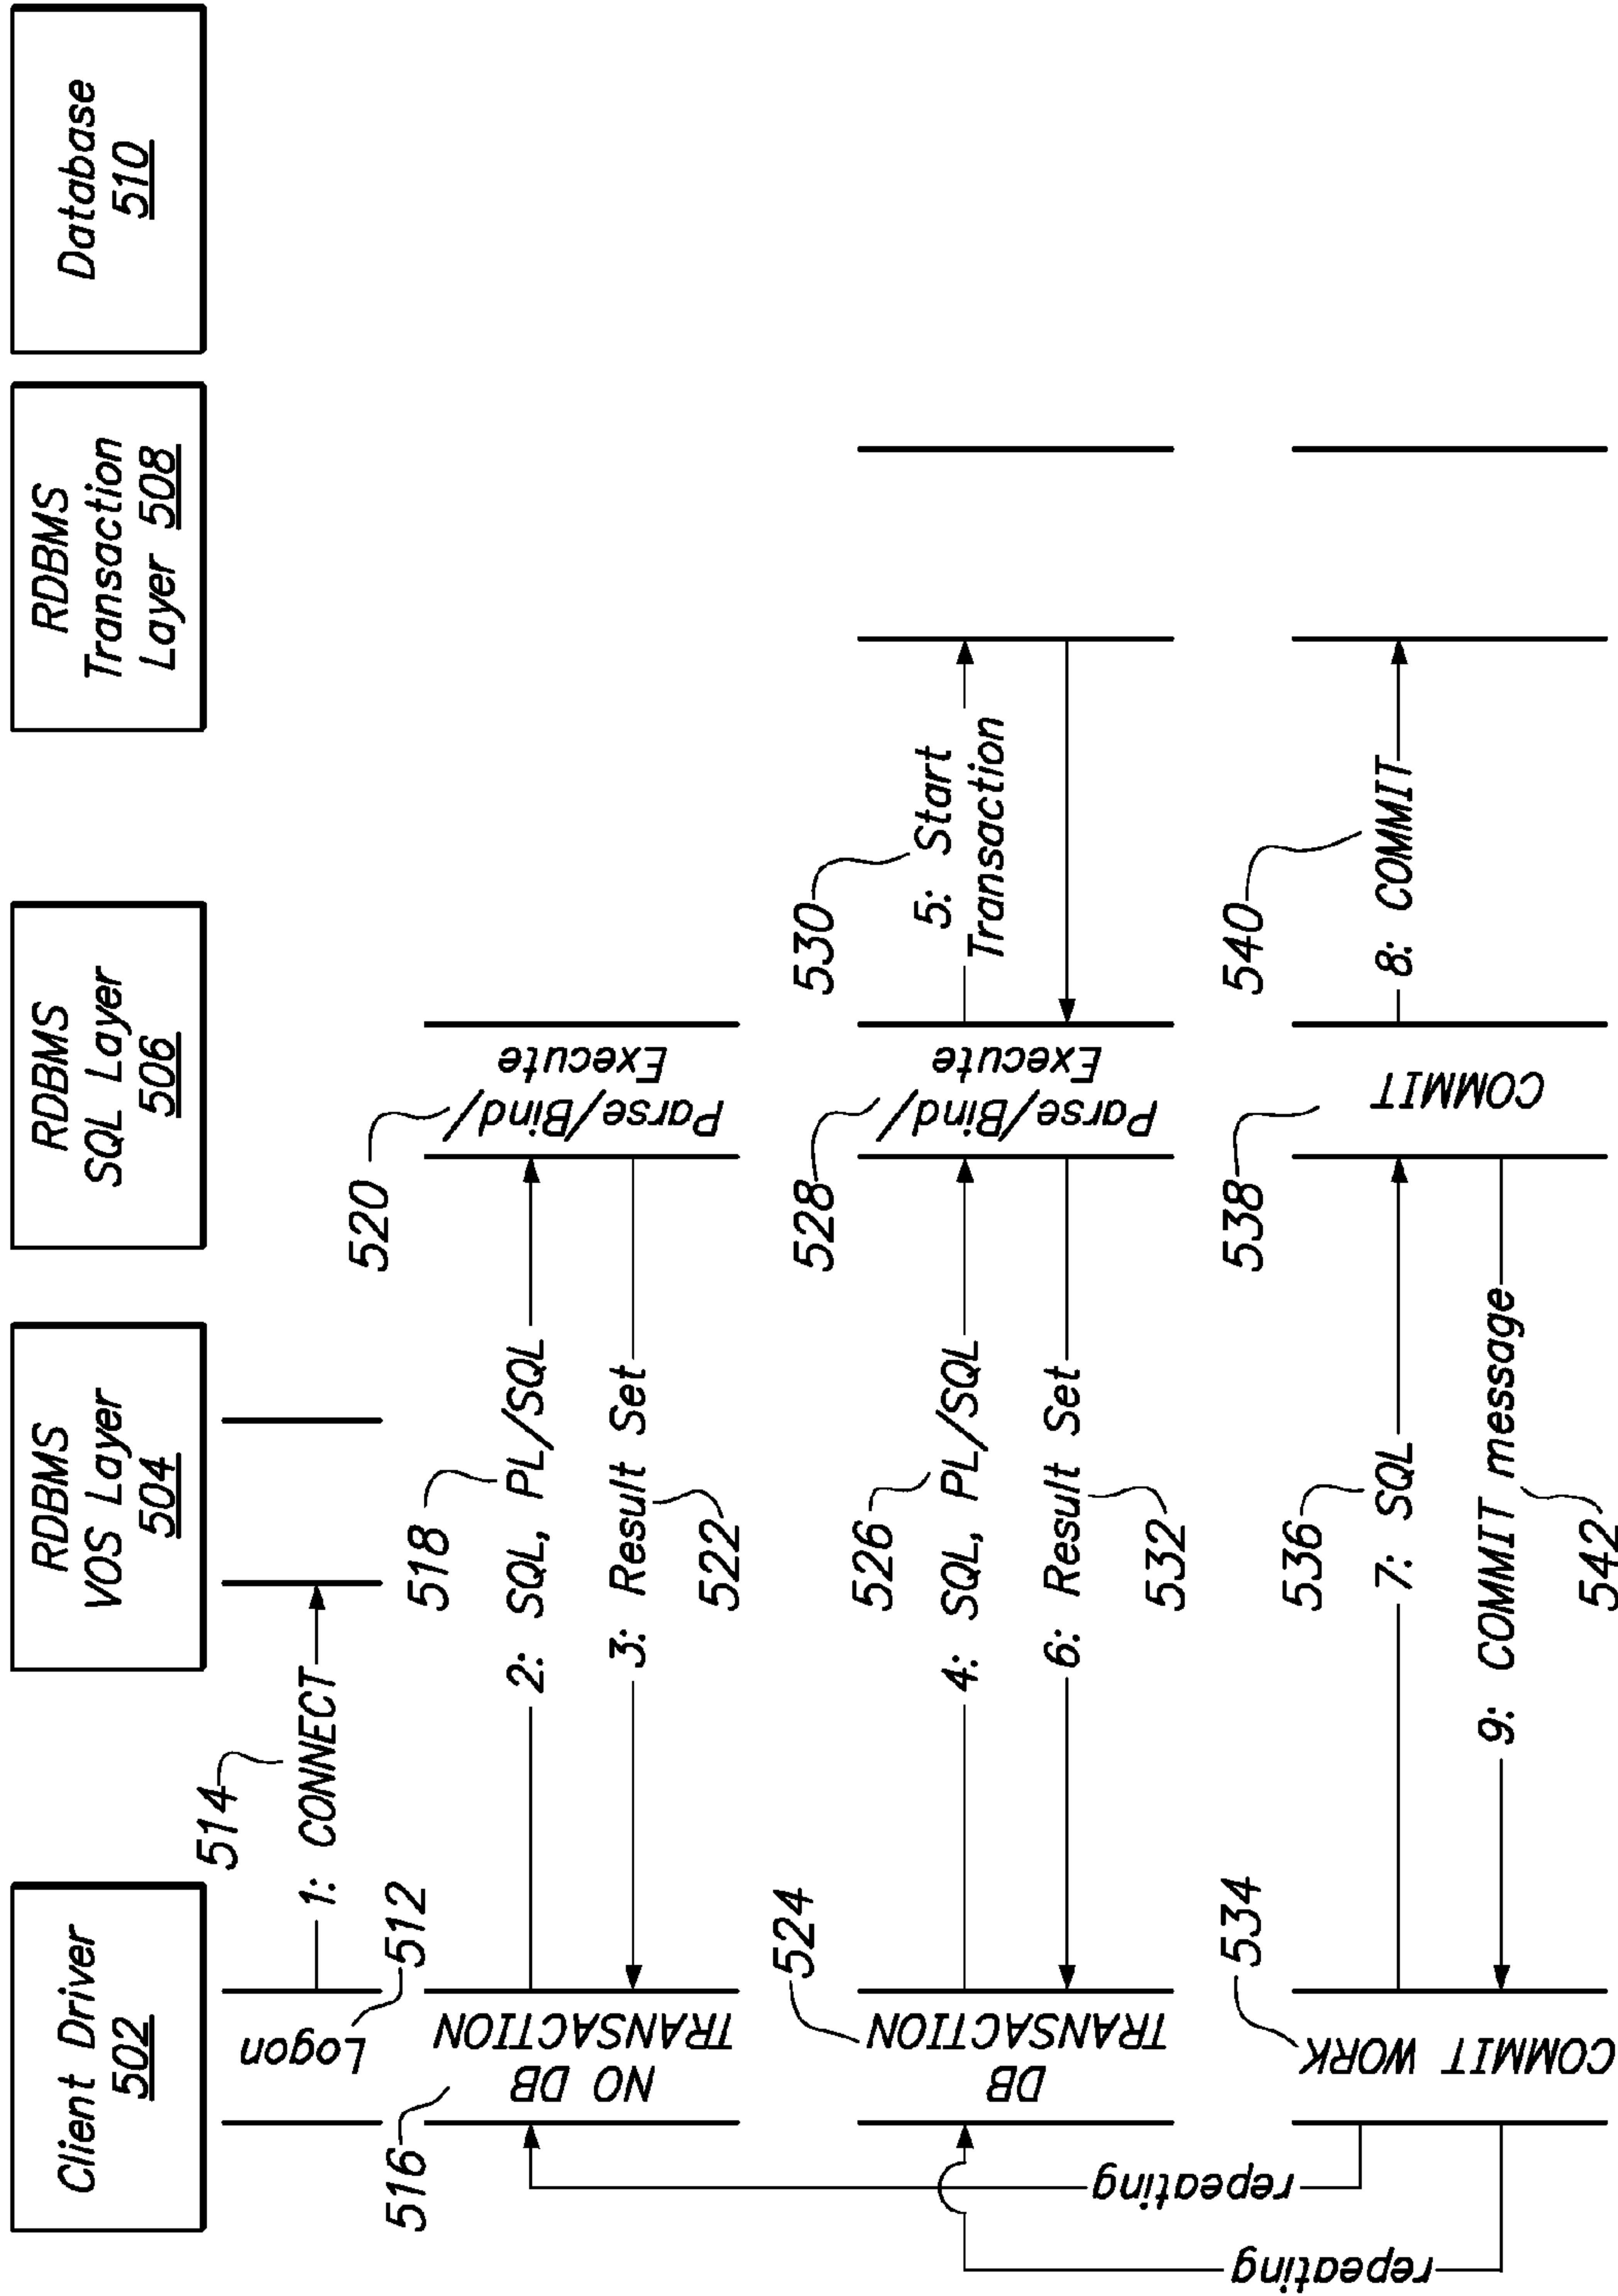 Client Driver
502
RDBMS
VOS Layer
504
RDBMS
SQL Layer
506
RDBMS
Transaction
Layer 508
Database
510
Logon
512
514
1: CONNECT
516
NO DB
TRANSACTION
518
2: SQL, PL/SQL
3: Result Set
522
520
Parse/Bind/
Execute
524
DB
TRANSACTION
526
4: SQL, PL/SQL
6: Result Set
532
528
Parse/Bind/
Execute
530
5: Start
Transaction
534
COMMIT WORK
536
7: SQL
9: COMMIT message
542
538
COMMIT
540
8: COMMIT
repeating
repeating